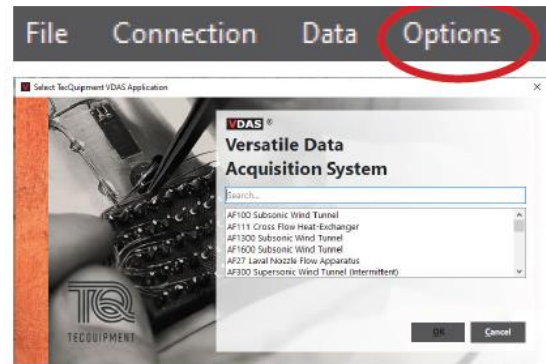 File Connection Data Options
Select TecQuipment VDAS Application
VDAS ®
Versatile Data
Acquisition System
Search...
AF100 Subsonic Wind Tunnel
AF111 Cross Flow Heat-Exchanger
AF1300 Subsonic Wind Tunnel
AF1600 Subsonic Wind Tunnel
AF27 Laval Nozzle Flow Apparatus
AF300 Supersonic Wind Tunnel (Intermittent)
TQ
TECQUIPMENT
OK Cancel